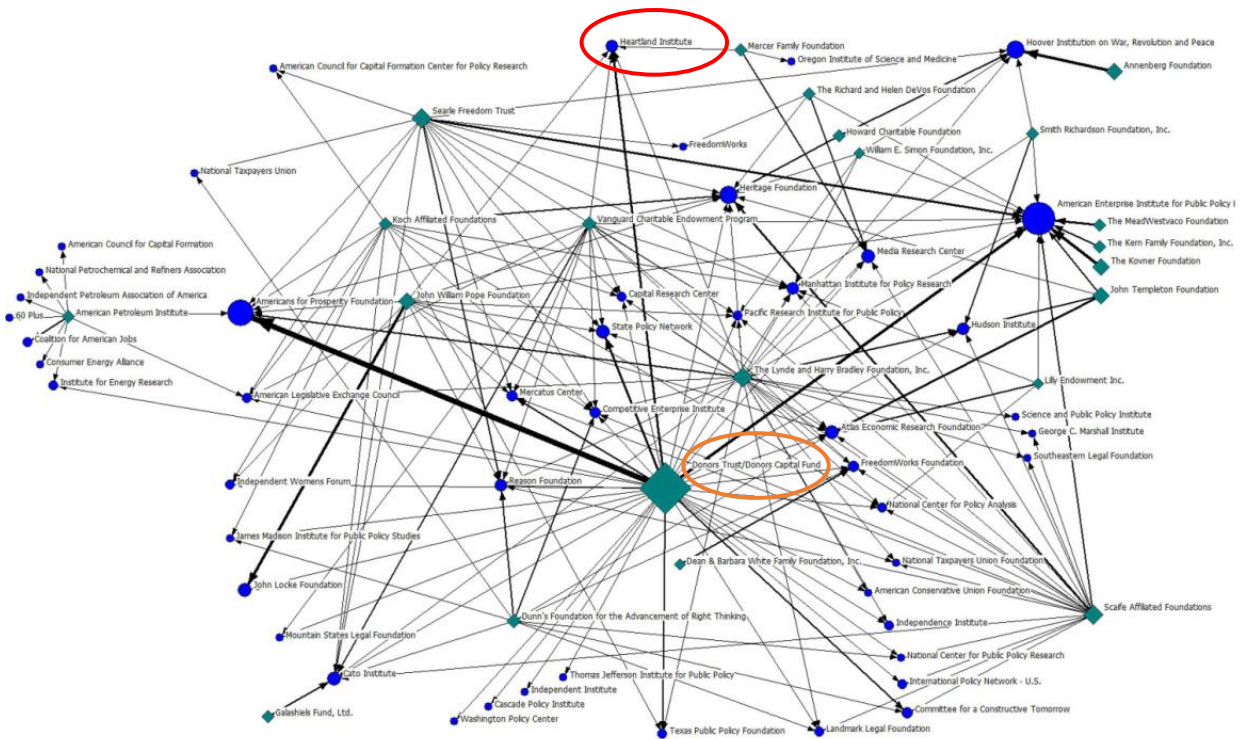 Heartland Institute
Mercer Family Foundation
Hoover Institution on War, Revolution and Peace
Oregon Institute of Science and Medicine
American Council for Capital Formation Center for Policy Research
Annenberg Foundation
The Richard and Helen DeVos Foundation
Searle Freedom Trust
Howard Charitable Foundation
Smith Richardson Foundation, Inc.
FreedomWorks
William E. Simon Foundation, Inc.
National Taxpayers Union
Heritage Foundation
American Enterprise Institute for Public Policy
Koch Affiliated Foundations
Vanguard Charitable Endowment Program
The MeadWestvaco Foundation
American Council for Capital Formation
The Kern Family Foundation, Inc.
Media Research Center
The Kovner Foundation
National Petrochemical and Refiners Association
Manhattan Institute for Policy Research
John Templeton Foundation
Independent Petroleum Association of America
Capital Research Center
Americans for Prosperity Foundation
John William Pope Foundation
60 Plus
American Petroleum Institute
Pacific Research Institute for Public Policy
State Policy Network
Hudson Institute
Coalition for American Jobs
Consumer Energy Alliance
The Lynde and Harry Bradley Foundation, Inc.
Institute for Energy Research
Lilly Endowment Inc.
American Legislative Exchange Council
Mercatus Center
Competitive Enterprise Institute
Science and Public Policy Institute
Atlas Economic Research Foundation
George C. Marshall Institute
Southeastern Legal Foundation
Donors Trust/Donors Capital Fund
FreedomWorks Foundation
Independent Womens Forum
Reason Foundation
National Center for Policy Analysis
James Madison Institute for Public Policy Studies
Dean & Barbara White Family Foundation, Inc.
National Taxpayers Union Foundation
John Locke Foundation
American Conservative Union Foundation
Scaife Affiliated Foundations
Dunn's Foundation for the Advancement of Right Thinking
Independence Institute
Mountain States Legal Foundation
National Center for Public Policy Research
Cato Institute
Thomas Jefferson Institute for Public Policy
International Policy Network - U.S.
Independent Institute
Cascade Policy Institute
Committee for a Constructive Tomorrow
Galashiels Fund, Ltd.
Washington Policy Center
Texas Public Policy Foundation
Landmark Legal Foundation